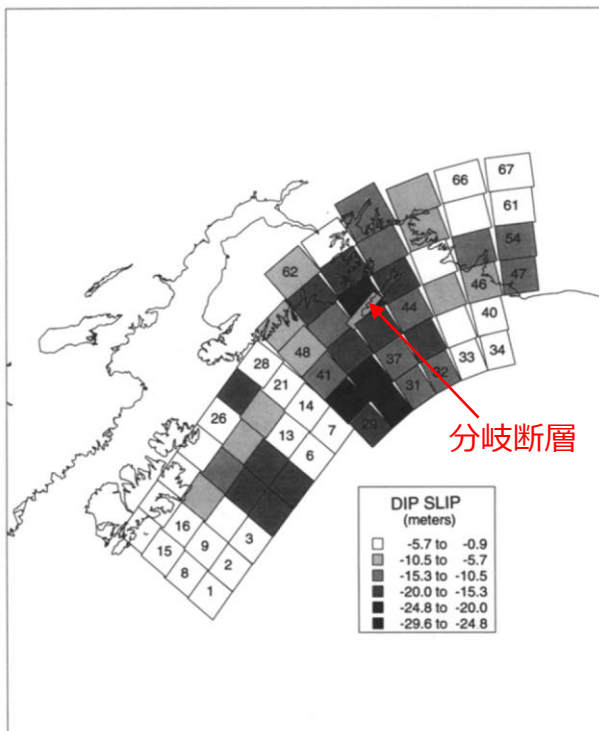 66 67
61
62 54
46 47
44
40
28 48
21 41 37 33 34
14 31 32
26 13 7 29
6
16
9 3
15 2
8
1
分岐断層
DIP SLIP
(meters)
-5.7 to -0.9
-10.5 to -5.7
-15.3 to -10.5
-20.0 to -15.3
-24.8 to -20.0
-29.6 to -24.8